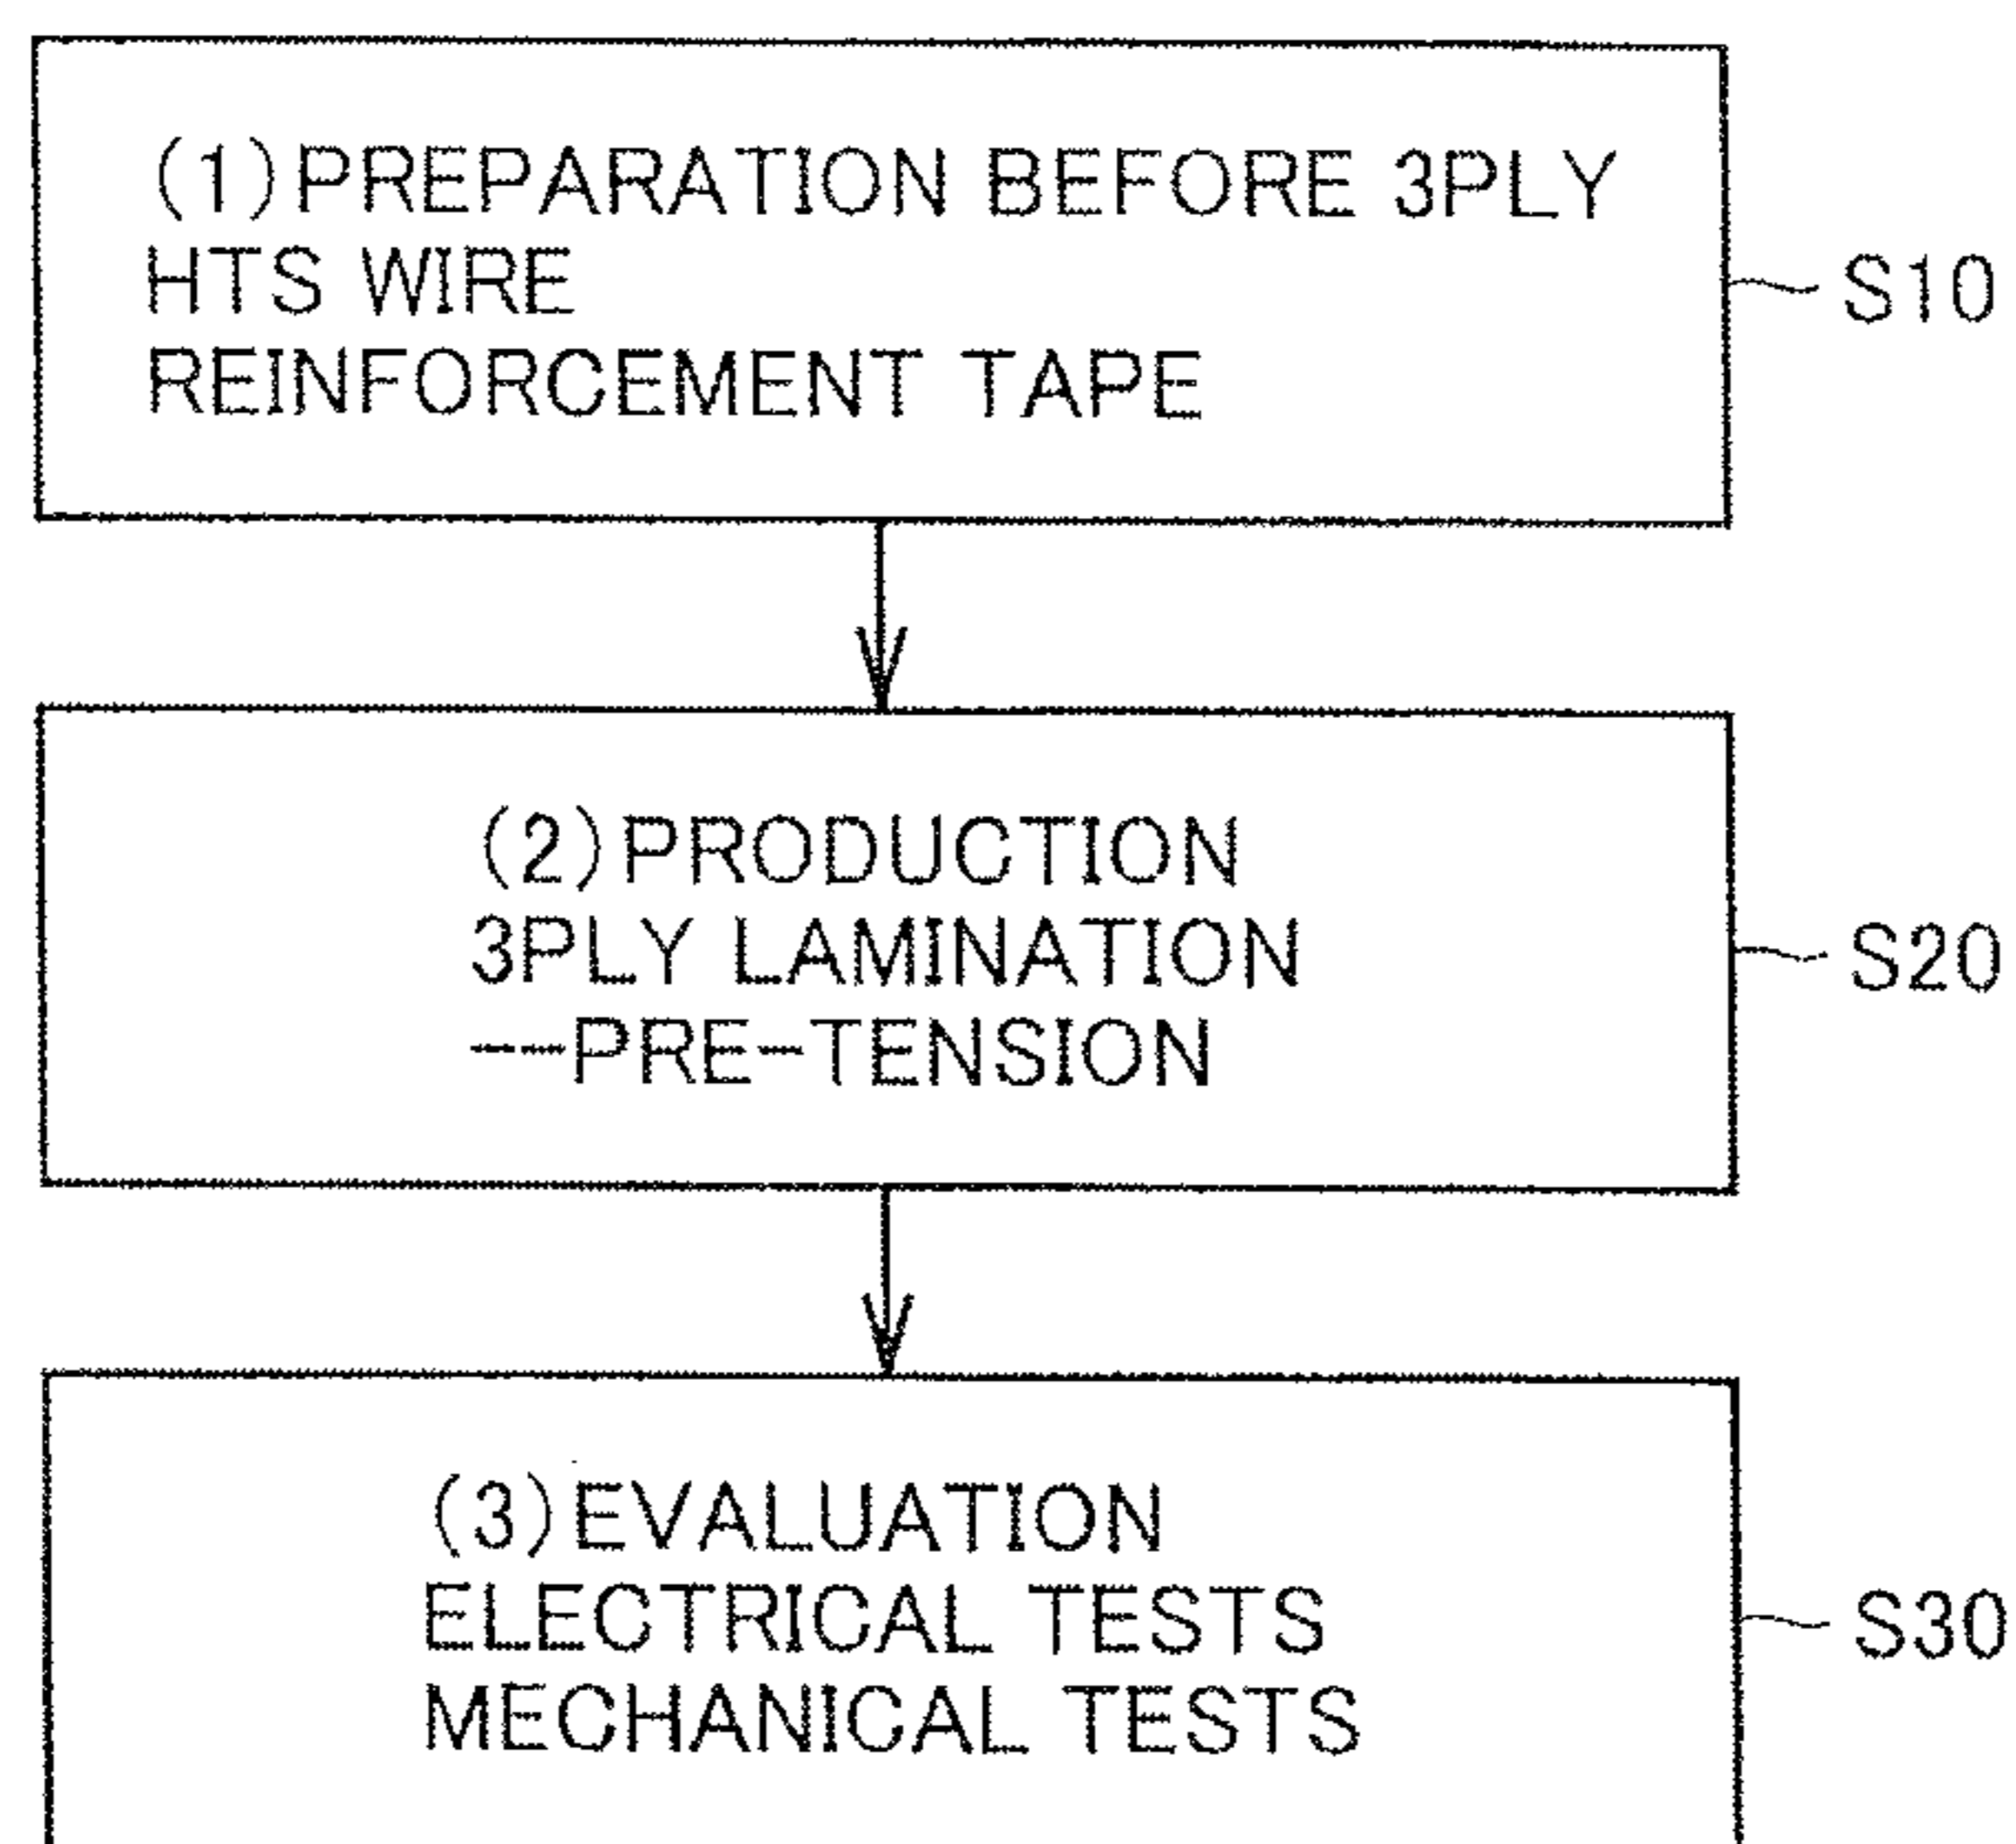 (1)PREPARATION BEFORE 3PLY
HTS WIRE
REINFORCEMENT TAPE
S10
(2)PRODUCTION
3PLY LAMINATION
--PRE-TENSION
S20
(3)EVALUATION
ELECTRICAL TESTS
MECHANICAL TESTS
S30